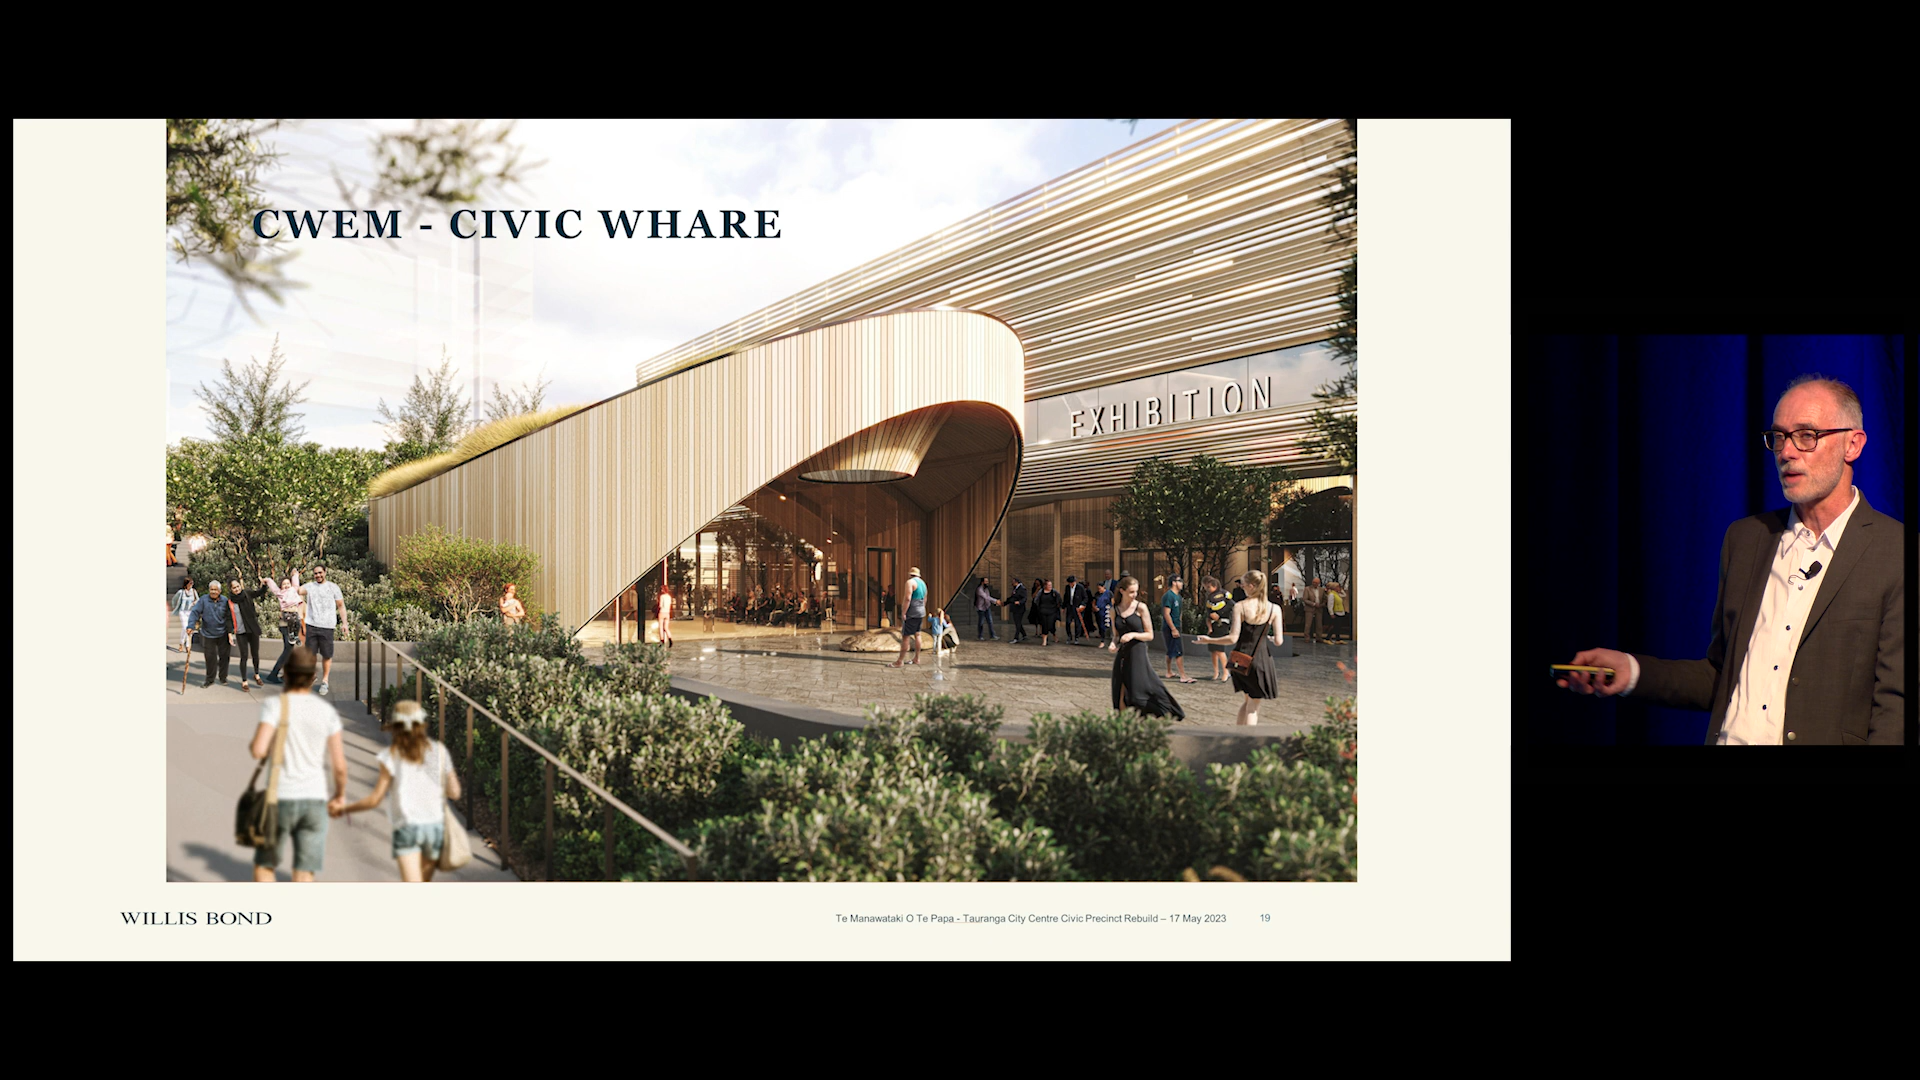 CWEM - CIVIC WHARE
EXHIBITION
WILLIS BOND
Te Manawataki O Te Papa - Tauranga City Centre Civic Precinct Rebuild – 17 May 2023
19